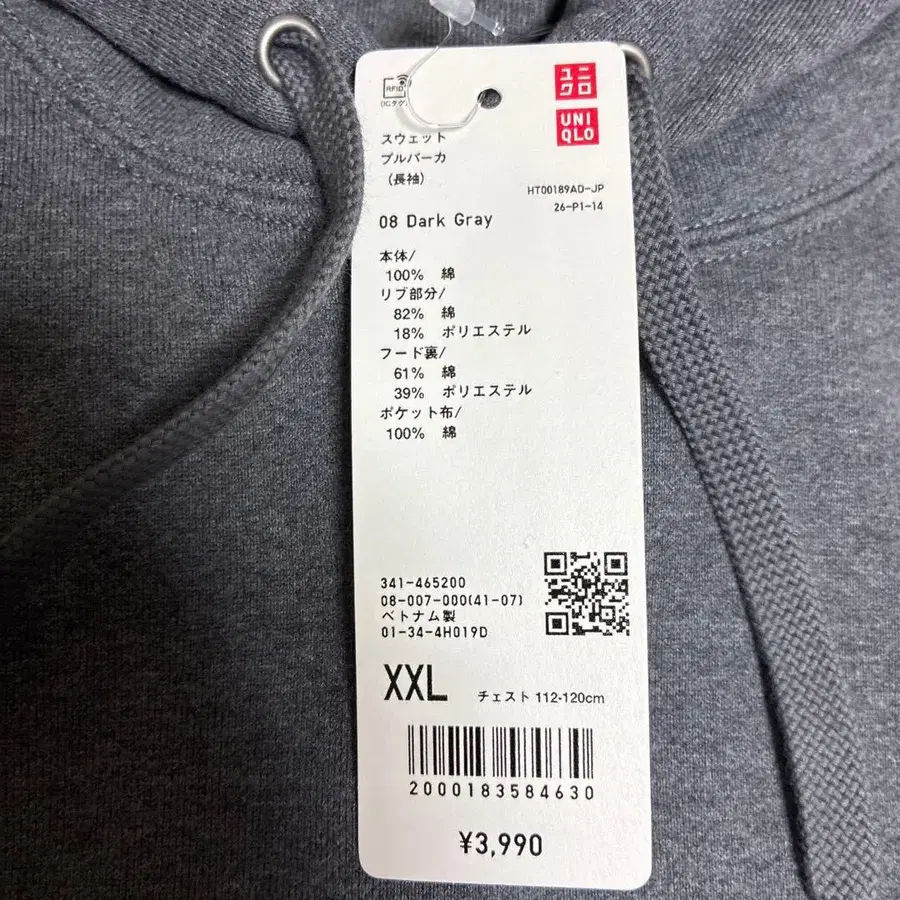 RFID
(ICタグ)
ユニ
クロ
UNI
QLO
スウェット
プルパーカ
(長袖)
HT00189AD-JP
26-P1-14
08 Dark Gray
本体/
100% 綿
リブ部分/
82% 綿
18% ポリエステル
フード裏/
61% 綿
39% ポリエステル
ポケット布/
100% 綿
341-465200
08-007-000(41-07)
ベトナム製
01-34-4H019D
XXL チェスト 112-120cm
2000183584630
¥3,990